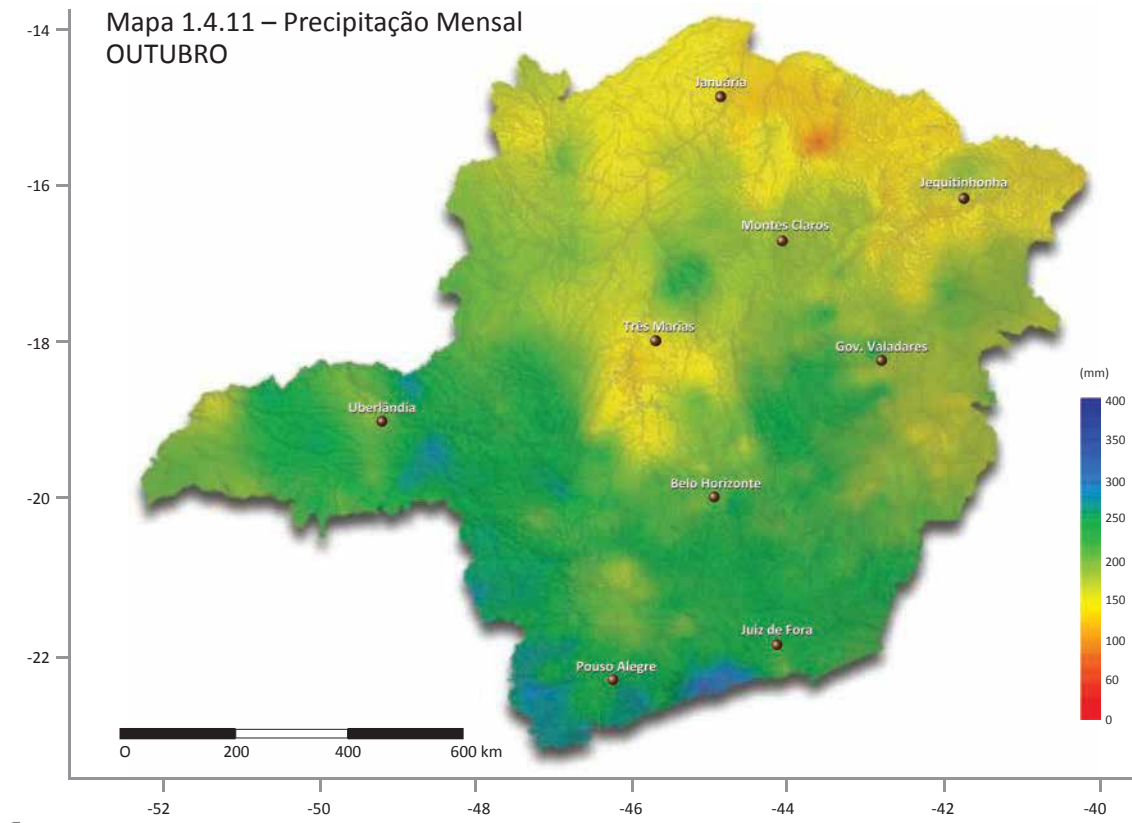 Mapa 1.4.11 – Precipitação Mensal
OUTUBRO
-14
-16
-18
-20
-22
Januária
Jequitinhonha
Montes Claros
Três Marias
Gov. Valadares
Uberlândia
Belo Horizonte
Juiz de Fora
Pouso Alegre
(mm)
400
350
300
250
200
150
100
60
0
O 200 400 600 km
-52 -50 -48 -46 -44 -42 -40